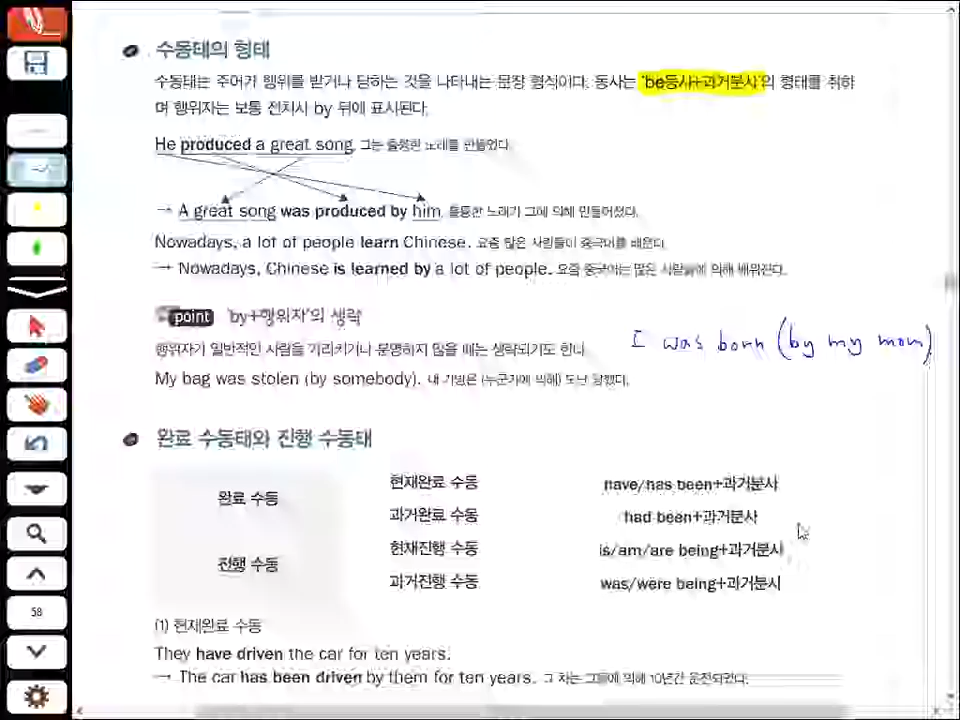 수동태의 형태
수동태는 주어가 행위를 받거나 당하는 것을 나타내는 문장 형식이다. 동사는 'be동사+과거분사'의 형태를 취하
며 행위자는 보통 전치사 by 뒤에 표시된다.
He produced a great song. 그는 훌륭한 노래를 만들었다.
→ A great song was produced by him. 훌륭한 노래가 그에 의해 만들어졌다.
Nowadays, a lot of people learn Chinese. 요즘 많은 사람들이 중국어를 배운다.
→ Nowadays, Chinese is learned by a lot of people. 요즘 중국어는 많은 사람들에 의해 배워진다.
point 'by+행위자'의 생략
행위자가 일반적인 사람을 가리키거나 분명하지 않을 때는 생략되기도 한다.
I was born (by my mom)
My bag was stolen (by somebody). 내 가방은 (누군가에 의해) 도난 당했다.
완료 수동태와 진행 수동태
완료 수동 현재완료 수동 have/has been+과거분사
과거완료 수동 had been+과거분사
진행 수동 현재진행 수동 is/am/are being+과거분사
과거진행 수동 was/were being+과거분사
58
(1) 현재완료 수동
They have driven the car for ten years.
→ The car has been driven by them for ten years. 그 차는 그들에 의해 10년간 운전되었다.